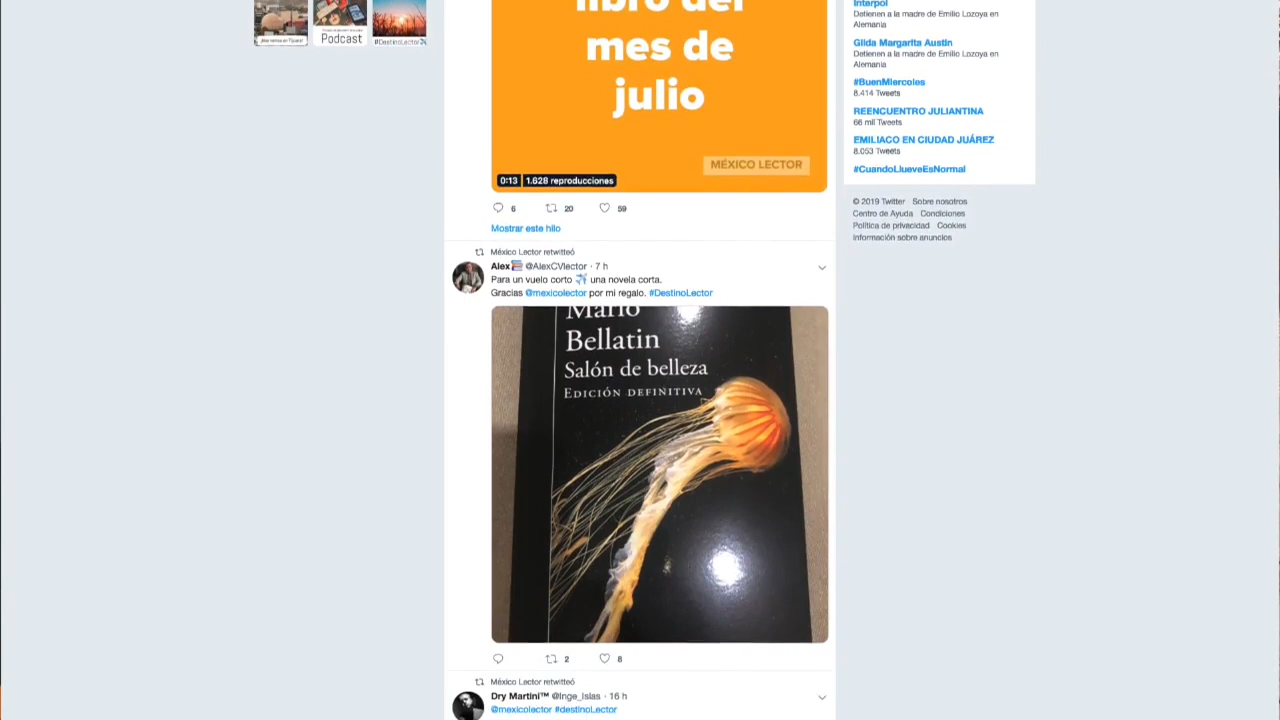 ¡Nos vemos en Tijuana!
Podcast
#DestinoLector
libro del
mes de
julio
MÉXICO LECTOR
0:13 1.628 reproducciones
6 20 59
Mostrar este hilo
México Lector retwitteó
Alex @AlexCVlector · 7 h
Para un vuelo corto ✈ una novela corta.
Gracias @mexicolector por mi regalo. #DestinoLector
Mario
Bellatin
Salón de belleza
EDICIÓN DEFINITIVA
2 8
México Lector retwitteó
Dry Martini™ @Inge_Islas · 16 h
@mexicolector #destinoLector
Interpol
Detienen a la madre de Emilio Lozoya en
Alemania
Gilda Margarita Austin
Detienen a la madre de Emilio Lozoya en
Alemania
#BuenMiercoles
8.414 Tweets
REENCUENTRO JULIANTINA
66 mil Tweets
EMILIACO EN CIUDAD JUÁREZ
8.053 Tweets
#CuandoLlueveEsNormal
© 2019 Twitter Sobre nosotros
Centro de Ayuda Condiciones
Política de privacidad Cookies
Información sobre anuncios